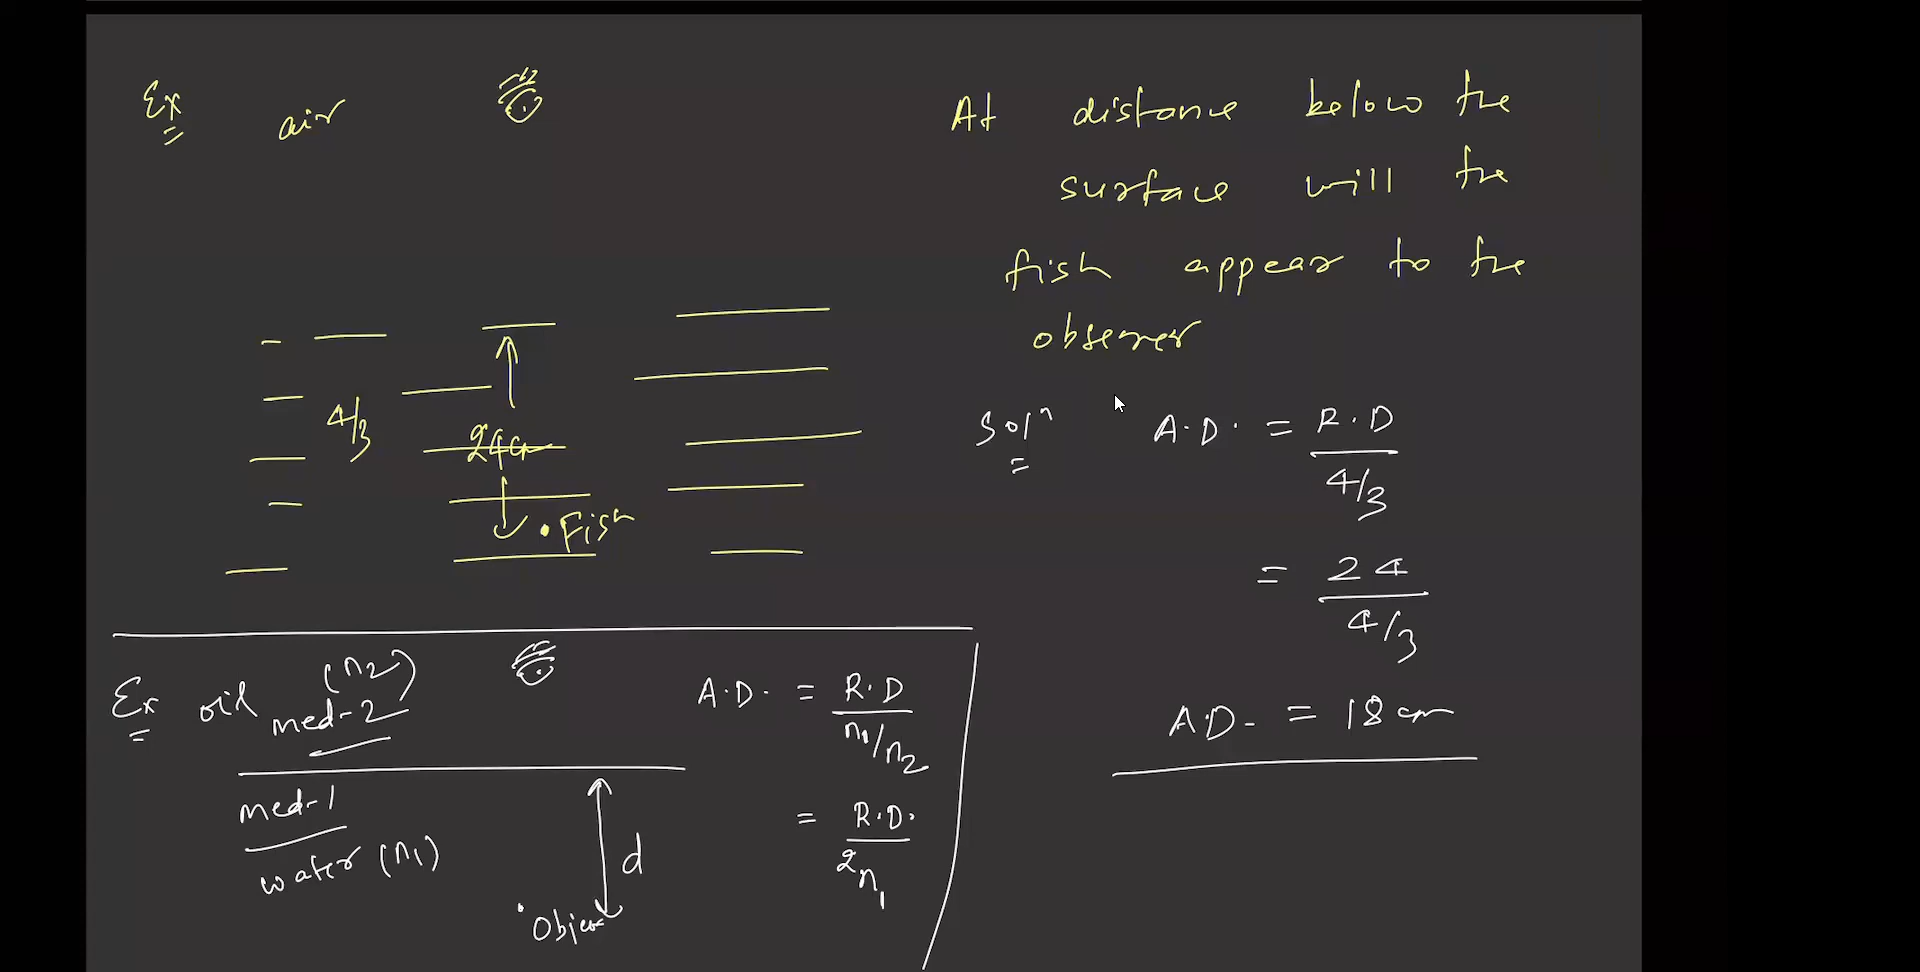 Ex air
At distance below the
surface will the
fish appear to the
observer
4/3
24cm
• Fish
Solⁿ A.D. = R.D / 4/3
= 24 / 4/3
A.D. = 18 cm
Ex oil (n2)
med-2
med-1
water (n1)
d
• Object
A.D. = R.D / n1/n2
= R.D. / 2n1